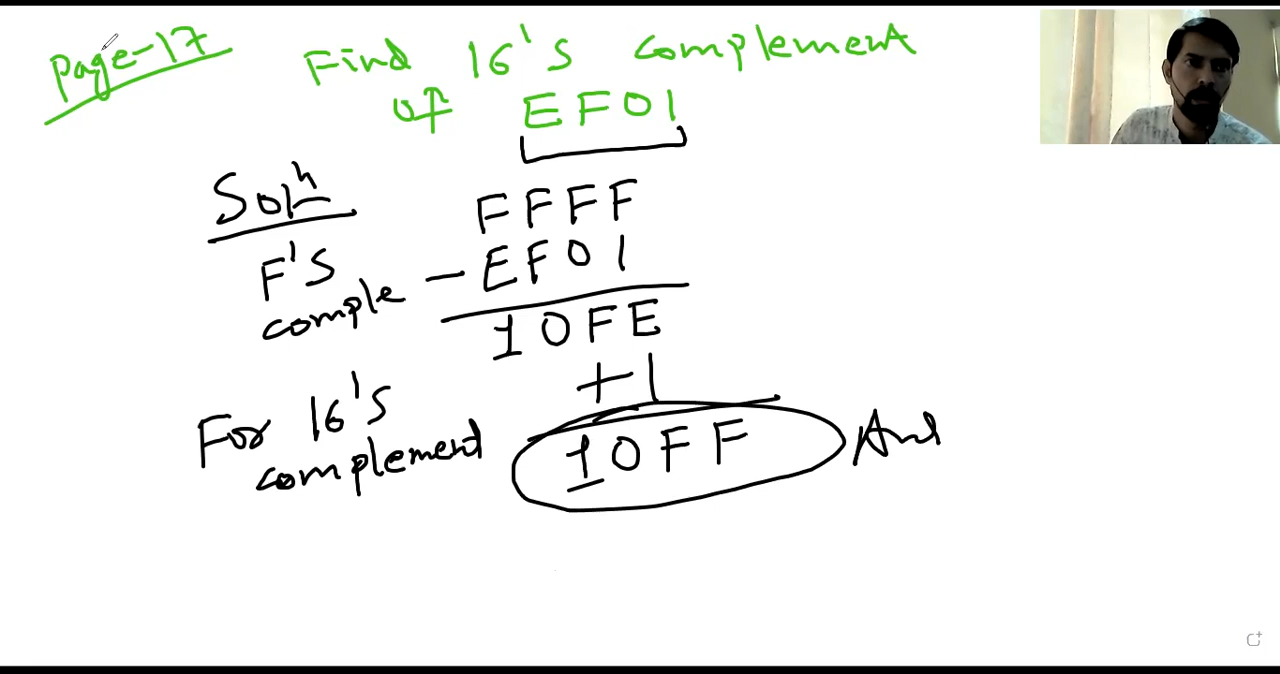 Page-17
Find 16's complement
of EF01
Soln
FFFF
F's
comple
- EF01
10FE
+1
For 16's
complement
10FF
Ans